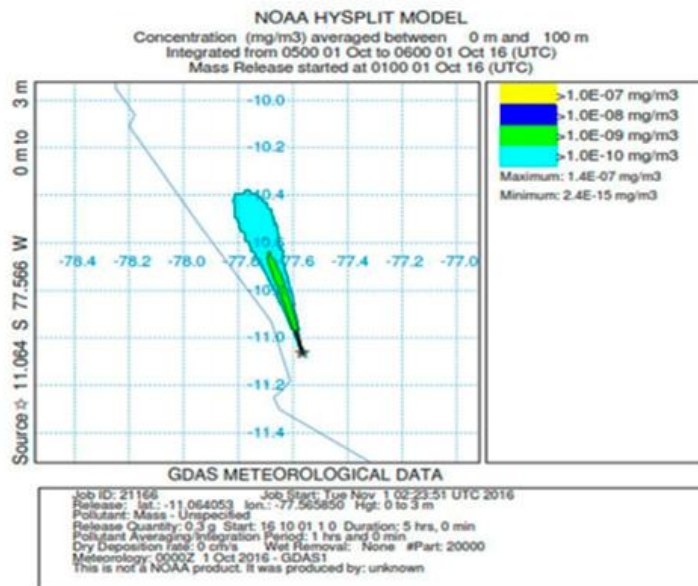 NOAA HYSPLIT MODEL
Concentration (mg/m3) averaged between 0 m and 100 m
Integrated from 0500 01 Oct to 0600 01 Oct 16 (UTC)
Mass Release started at 0100 01 Oct 16 (UTC)
Source ☆ 11.064 S 77.566 W 0 m to 3 m
-10.0
-10.2
-10.4
-10.6
-78.4 -78.2 -78.0 -77.8 -77.6 -77.4 -77.2 -77.0
-10.8
-11.0
-11.2
-11.4
>1.0E-07 mg/m3
>1.0E-08 mg/m3
>1.0E-09 mg/m3
>1.0E-10 mg/m3
Maximum: 1.4E-07 mg/m3
Minimum: 2.4E-15 mg/m3
GDAS METEOROLOGICAL DATA
Job ID: 21166 Job Start: Tue Nov 1 02:23:51 UTC 2016
Release: lat.: -11.064053 lon.: -77.565850 Hgt: 0 to 3 m
Pollutant: Mass - Unspecified
Release Quantity: 0.3 g Start: 16 10 01 1 0 Duration: 5 hrs, 0 min
Pollutant Averaging/Integration Period: 1 hrs and 0 min
Dry Deposition rate: 0 cm/s Wet Removal: None #Part: 20000
Meteorology: 0000Z 1 Oct 2016 - GDAS1
This is not a NOAA product. It was produced by: unknown